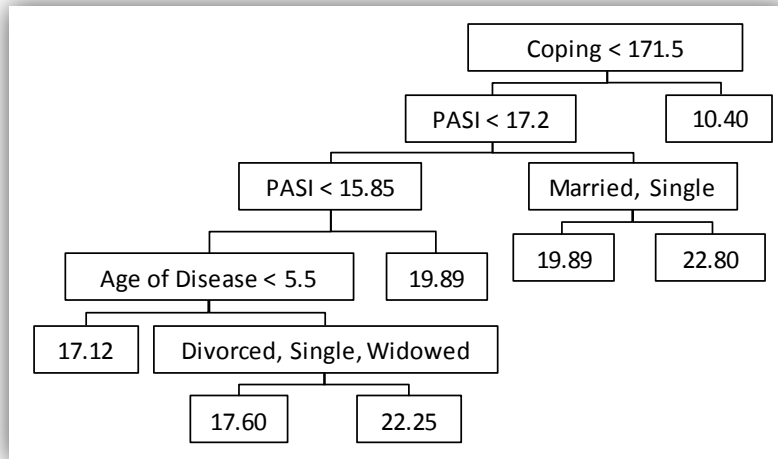 Coping < 171.5
PASI < 17.2
10.40
PASI < 15.85
Married, Single
19.89
22.80
Age of Disease < 5.5
19.89
17.12
Divorced, Single, Widowed
17.60
22.25